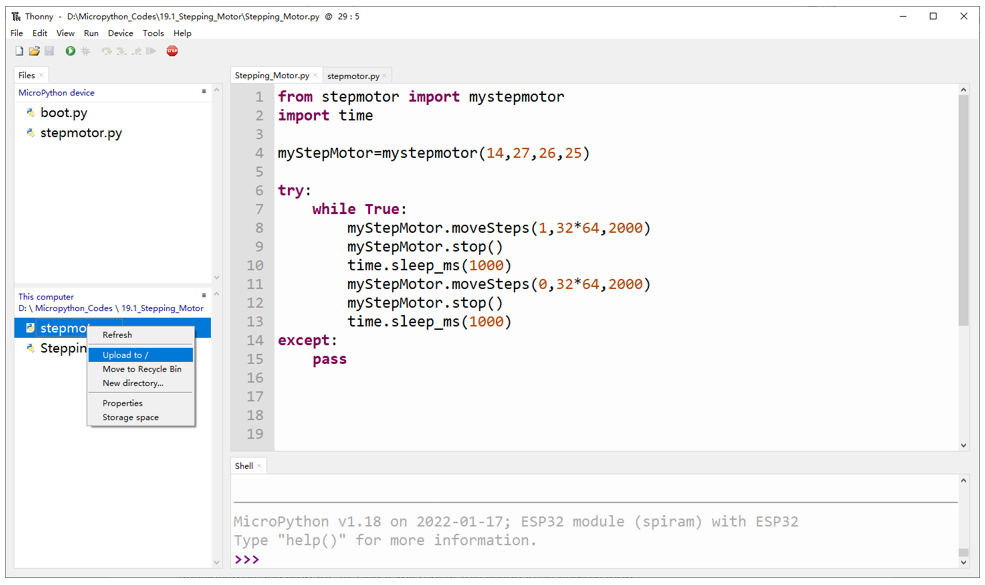 Thonny - D:\Micropython_Codes\19.1_Stepping_Motor\Stepping_Motor.py @ 29 : 5
File Edit View Run Device Tools Help
STOP
Files
MicroPython device
boot.py
stepmotor.py
This computer
D: \ Micropython_Codes \ 19.1_Stepping_Motor
stepmot
Steppin
Refresh
Upload to /
Move to Recycle Bin
New directory...
Properties
Storage space
Stepping_Motor.py stepmotor.py
1 from stepmotor import mystepmotor
2 import time
3
4 myStepMotor=mystepmotor(14,27,26,25)
5
6 try:
7     while True:
8         myStepMotor.moveSteps(1,32*64,2000)
9         myStepMotor.stop()
10         time.sleep_ms(1000)
11         myStepMotor.moveSteps(0,32*64,2000)
12         myStepMotor.stop()
13         time.sleep_ms(1000)
14 except:
15     pass
16
17
18
19
Shell
MicroPython v1.18 on 2022-01-17; ESP32 module (spiram) with ESP32
Type "help()" for more information.
>>>